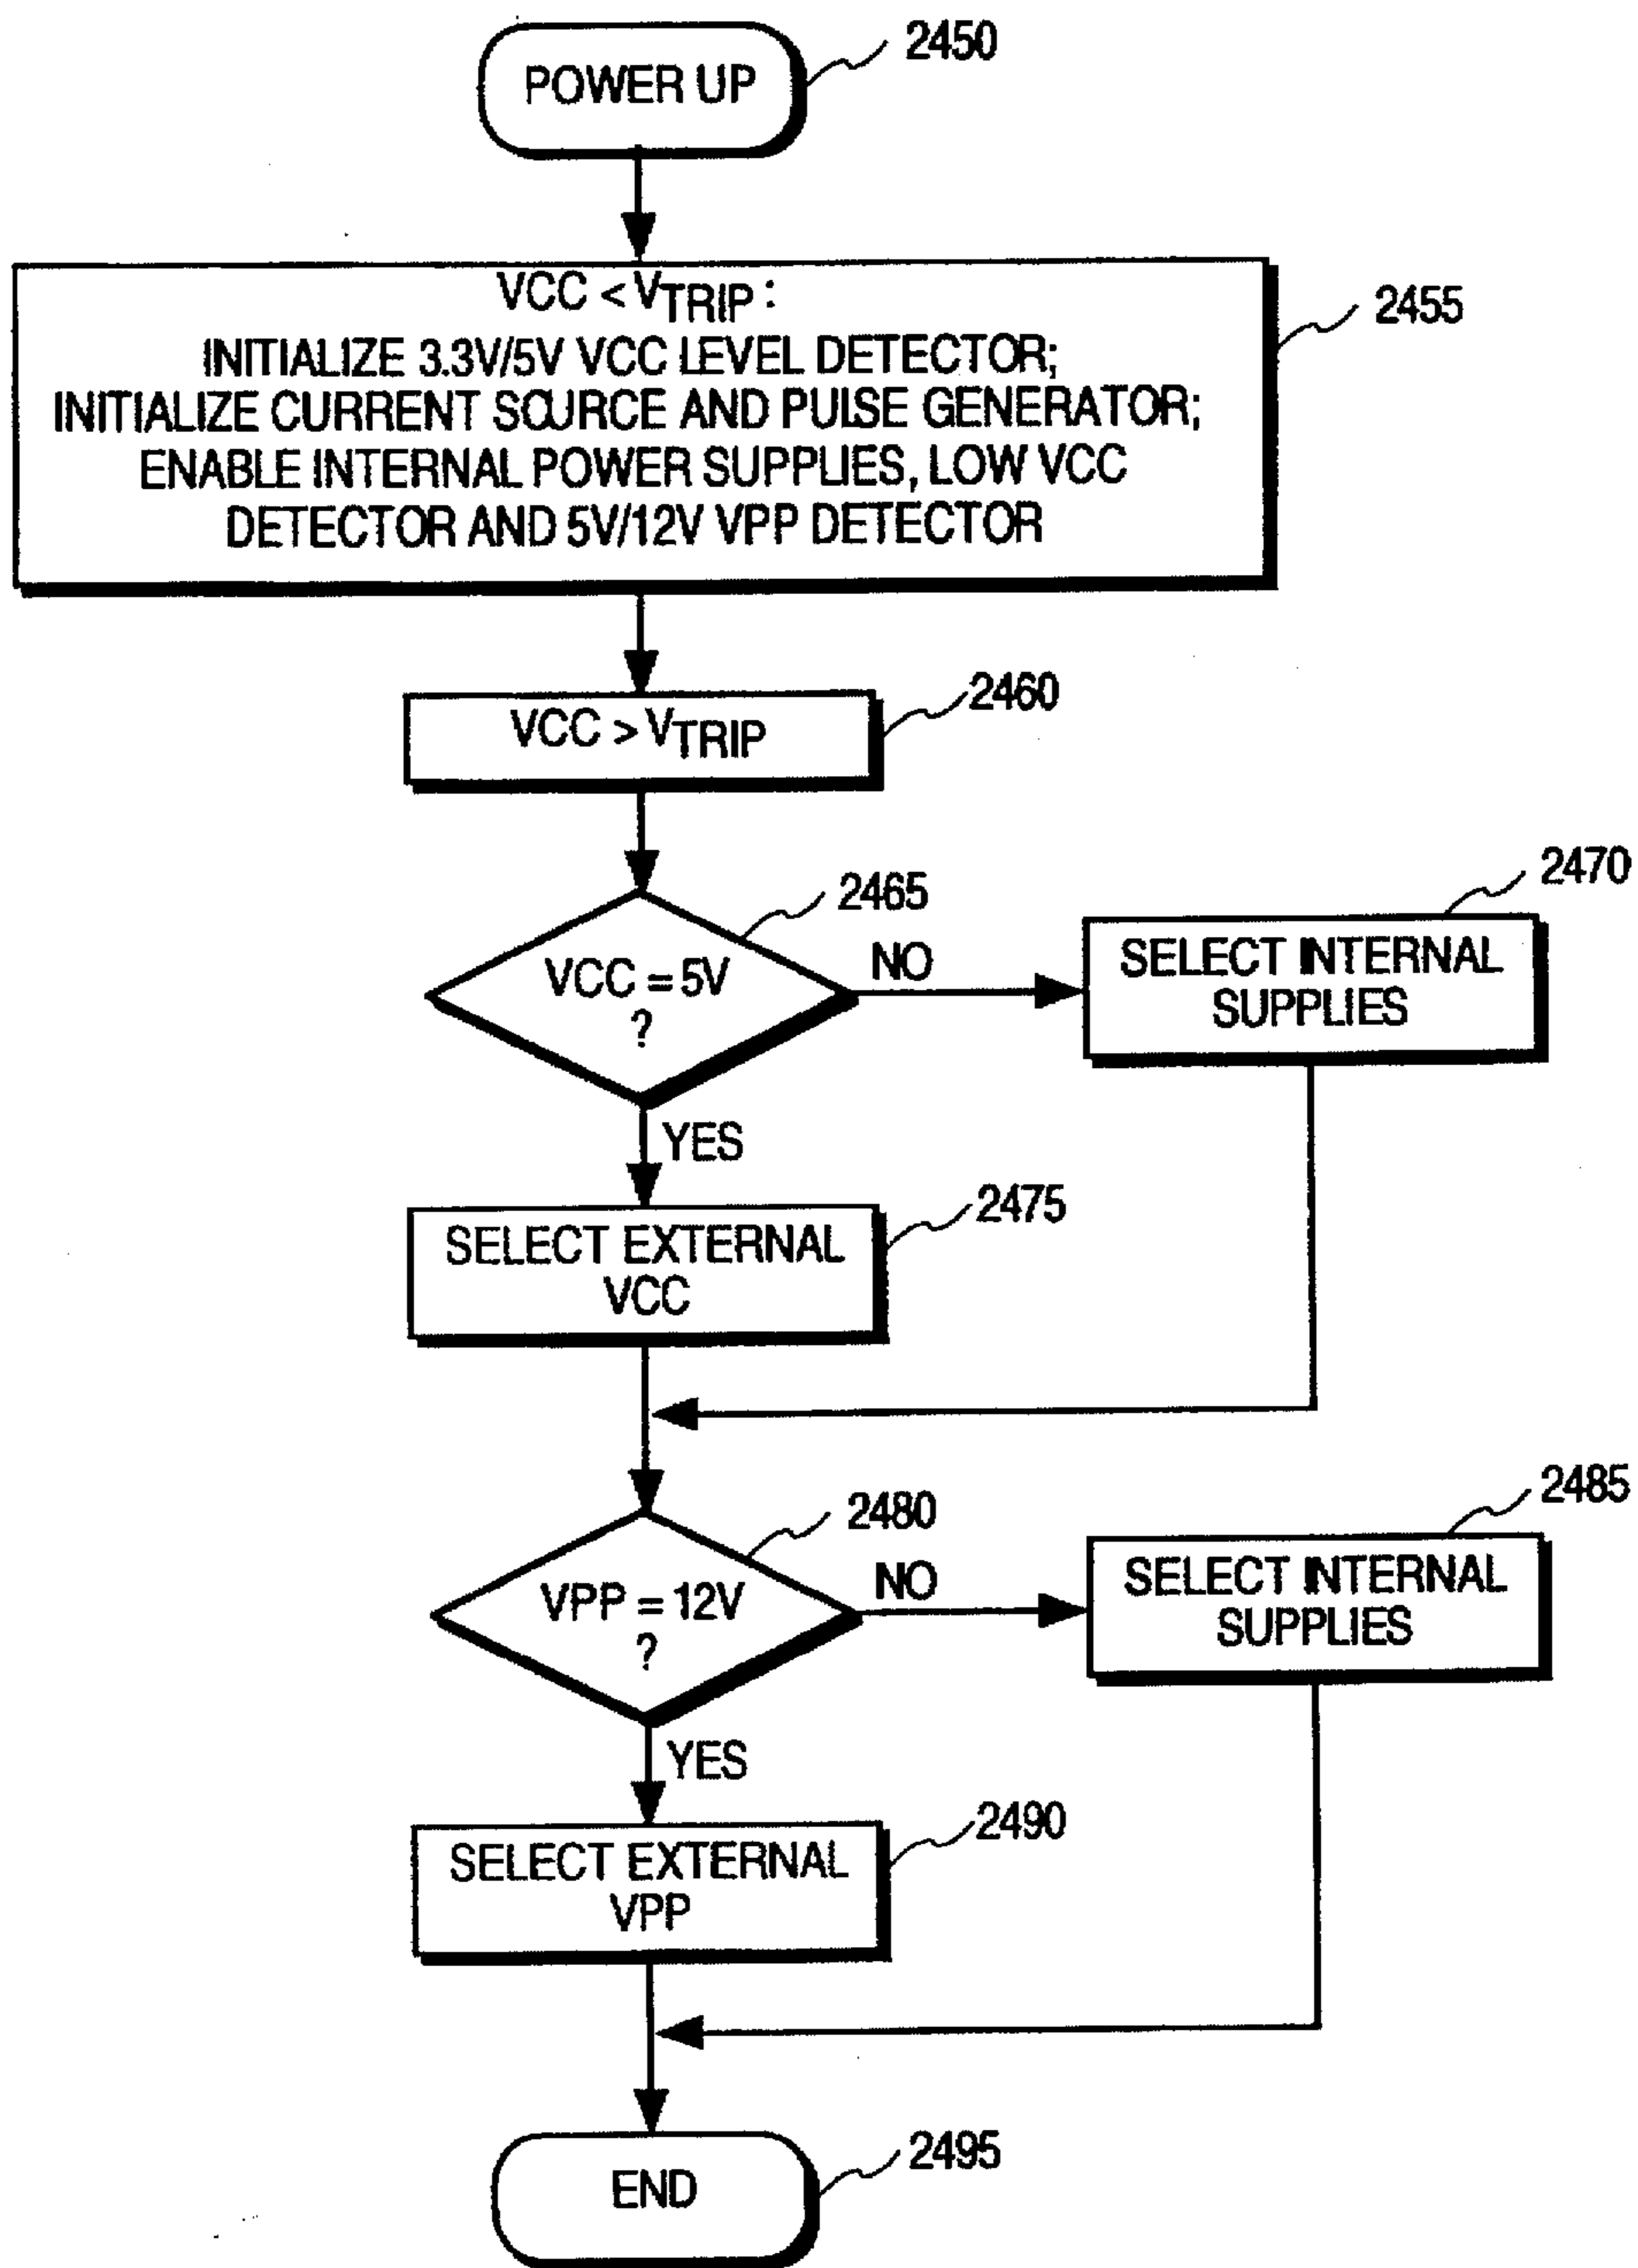 POWER UP
2450
VCC < VTRIP :
INITIALIZE 3.3V/5V VCC LEVEL DETECTOR;
INITIALIZE CURRENT SOURCE AND PULSE GENERATOR;
ENABLE INTERNAL POWER SUPPLIES, LOW VCC
DETECTOR AND 5V/12V VPP DETECTOR
2455
VCC > VTRIP
2460
2465
VCC = 5V
?
NO
2470
SELECT INTERNAL
SUPPLIES
YES
2475
SELECT EXTERNAL
VCC
2480
VPP = 12V
?
NO
2485
SELECT INTERNAL
SUPPLIES
YES
2490
SELECT EXTERNAL
VPP
2495
END